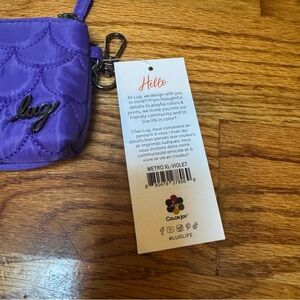 lug
Hello
At Lug, we design with you
in mind!! From thoughtful
details to playful colors &
prints, we invite you into our
friendly community and to
live life in color.®
Chez Lug, nous concevons en
pensant à vous ! Avec des
détails bien pensés aux couleurs
et imprimés ludiques, nous
vous invitons dans notre
communauté amicale et à
vivre la vie en couleur!
METRO XL-VIOLET
COLORJOY
#LUGLIFE